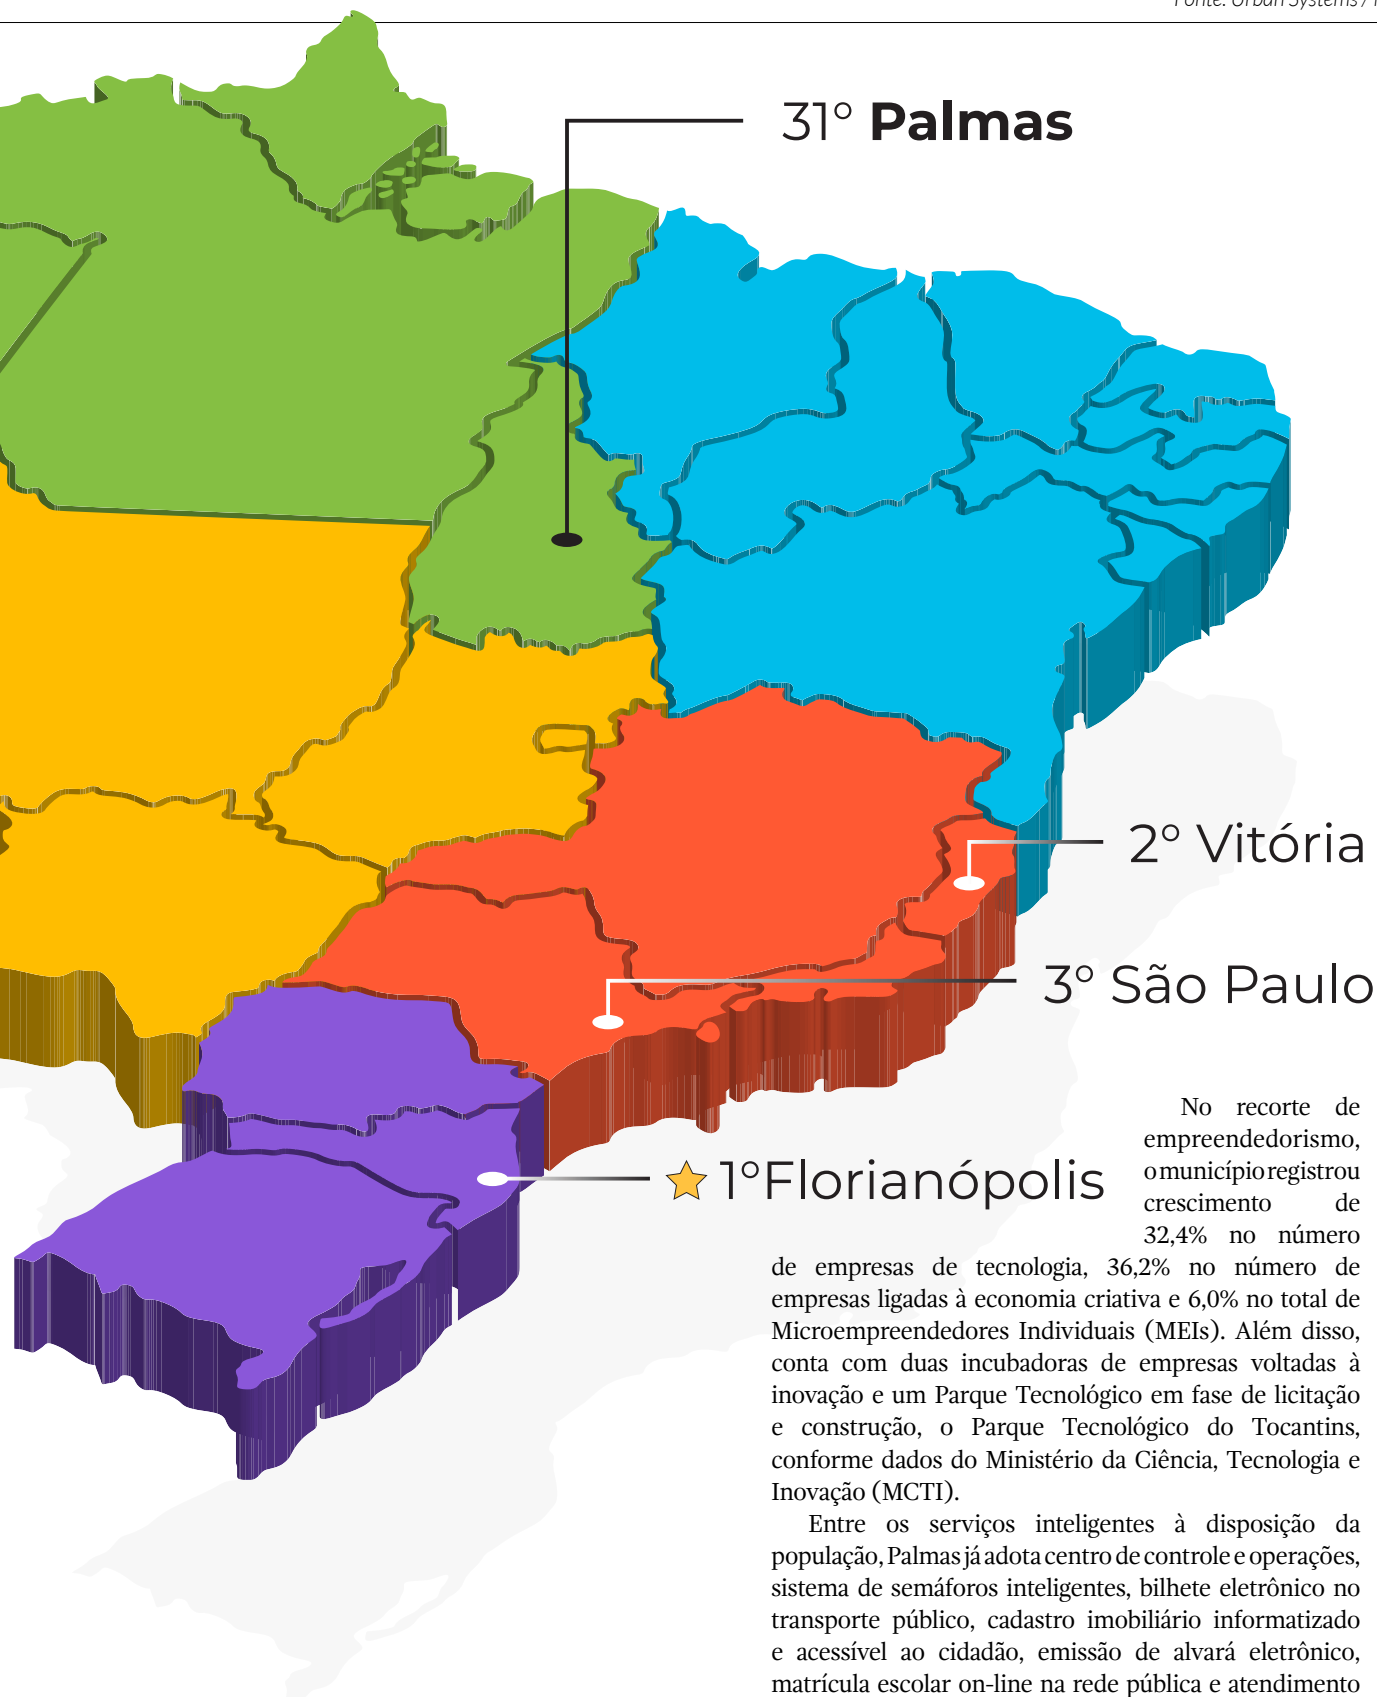 Fonte: Urban Systems /
31° Palmas
2° Vitória
3° São Paulo
1°Florianópolis
No recorte de
empreendedorismo,
o município registrou
crescimento de
32,4% no número
de empresas de tecnologia, 36,2% no número de
empresas ligadas à economia criativa e 6,0% no total de
Microempreendedores Individuais (MEIs). Além disso,
conta com duas incubadoras de empresas voltadas à
inovação e um Parque Tecnológico em fase de licitação
e construção, o Parque Tecnológico do Tocantins,
conforme dados do Ministério da Ciência, Tecnologia e
Inovação (MCTI).
Entre os serviços inteligentes à disposição da
população, Palmas já adota centro de controle e operações,
sistema de semáforos inteligentes, bilhete eletrônico no
transporte público, cadastro imobiliário informatizado
e acessível ao cidadão, emissão de alvará eletrônico,
matrícula escolar on-line na rede pública e atendimento